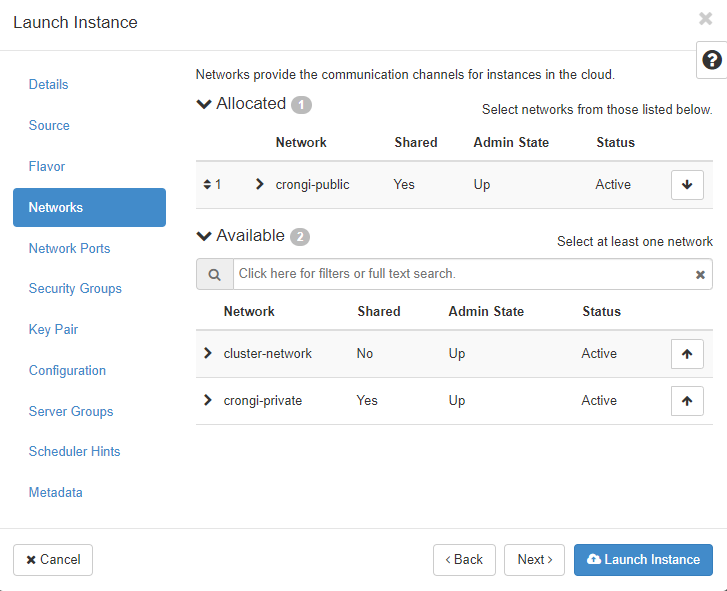 Launch Instance
Details
Source
Flavor
Networks
Network Ports
Security Groups
Key Pair
Configuration
Server Groups
Scheduler Hints
Metadata
Networks provide the communication channels for instances in the cloud.
Allocated 1
Select networks from those listed below.
Network Shared Admin State Status
1 crongi-public Yes Up Active
Available 2
Select at least one network
Click here for filters or full text search.
Network Shared Admin State Status
cluster-network No Up Active
crongi-private Yes Up Active
Cancel
Back
Next
Launch Instance